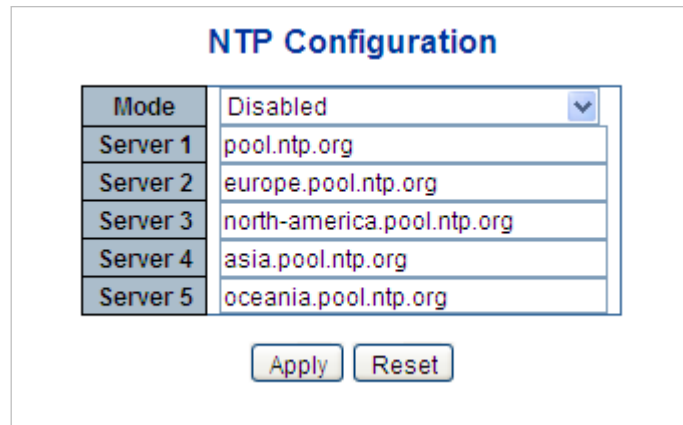 NTP Configuration
Mode Disabled
Server 1 pool.ntp.org
Server 2 europe.pool.ntp.org
Server 3 north-america.pool.ntp.org
Server 4 asia.pool.ntp.org
Server 5 oceania.pool.ntp.org
Apply Reset